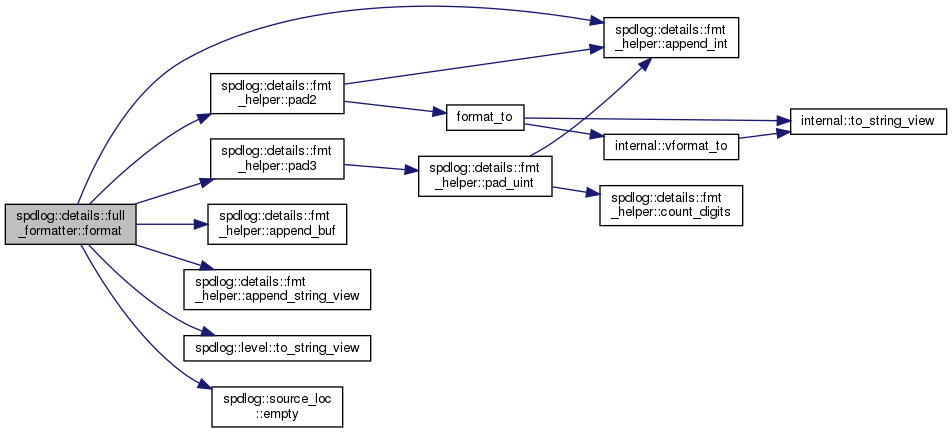 spdlog::details::full
_formatter::format
spdlog::details::fmt
_helper::append_int
spdlog::details::fmt
_helper::pad2
format_to
internal::to_string_view
internal::vformat_to
spdlog::details::fmt
_helper::pad3
spdlog::details::fmt
_helper::pad_uint
spdlog::details::fmt
_helper::count_digits
spdlog::details::fmt
_helper::append_buf
spdlog::details::fmt
_helper::append_string_view
spdlog::level::to_string_view
spdlog::source_loc
::empty